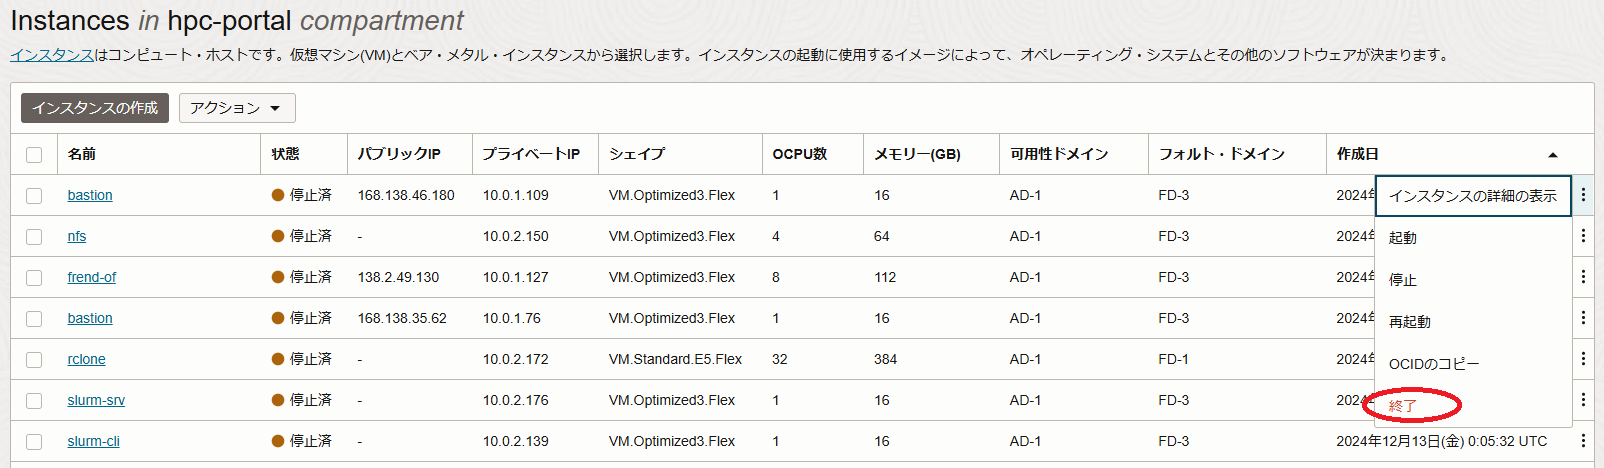 Instances in hpc-portal compartment
インスタンスはコンピュート・ホストです。仮想マシン(VM)とベア・メタル・インスタンスから選択します。インスタンスの起動に使用するイメージによって、オペレーティング・システムとその他のソフトウェアが決まります。
インスタンスの作成 アクション
名前 状態 パブリックIP プライベートIP シェイプ OCPU数 メモリー(GB) 可用性ドメイン フォルト・ドメイン 作成日
bastion 停止済 168.138.46.180 10.0.1.109 VM.Optimized3.Flex 1 16 AD-1 FD-3 2024年 インスタンスの詳細の表示
nfs 停止済 - 10.0.2.150 VM.Optimized3.Flex 4 64 AD-1 FD-3 2024年 起動
frend-of 停止済 138.2.49.130 10.0.1.127 VM.Optimized3.Flex 8 112 AD-1 FD-3 2024年 停止
bastion 停止済 168.138.35.62 10.0.1.76 VM.Optimized3.Flex 1 16 AD-1 FD-3 2024年 再起動
rclone 停止済 - 10.0.2.172 VM.Standard.E5.Flex 32 384 AD-1 FD-1 2024年 OCIDのコピー
slurm-srv 停止済 - 10.0.2.176 VM.Optimized3.Flex 1 16 AD-1 FD-3 2024年 終了
slurm-cli 停止済 - 10.0.2.139 VM.Optimized3.Flex 1 16 AD-1 FD-3 2024年12月13日(金) 0:05:32 UTC